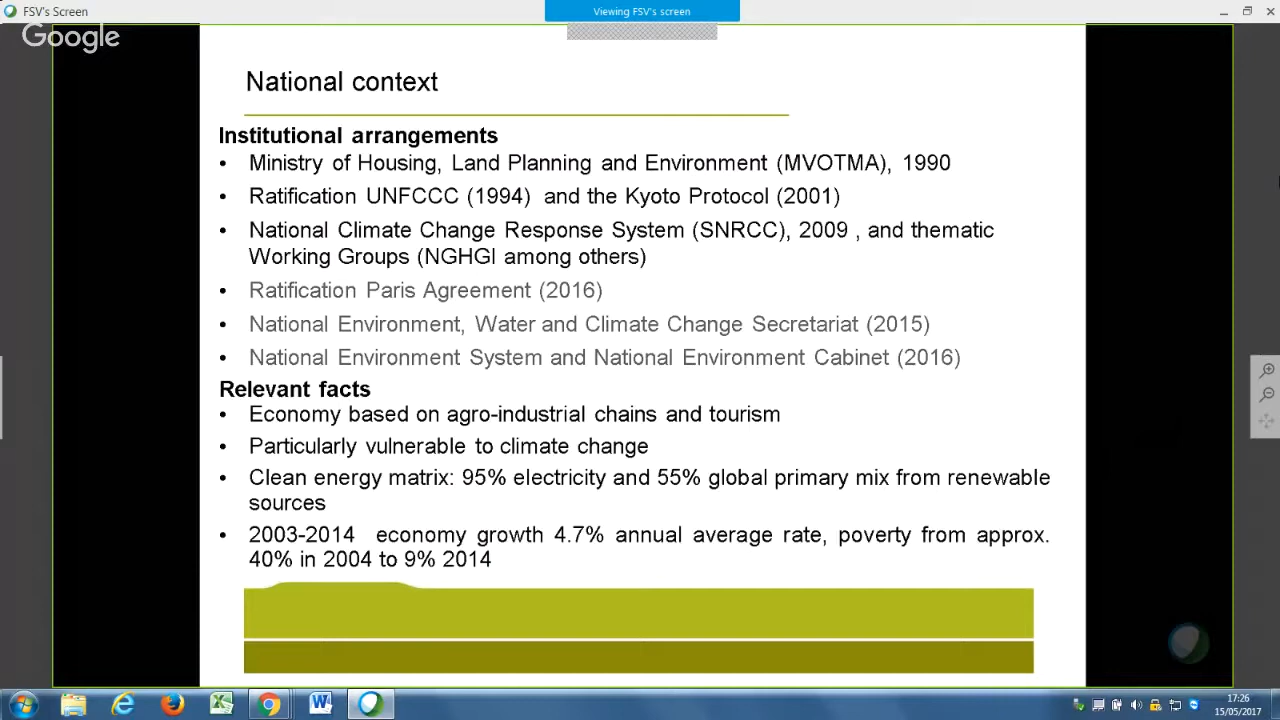 FSV's Screen
Viewing FSV's screen
Google
National context
Institutional arrangements
• Ministry of Housing, Land Planning and Environment (MVOTMA), 1990
• Ratification UNFCCC (1994) and the Kyoto Protocol (2001)
• National Climate Change Response System (SNRCC), 2009 , and thematic
Working Groups (NGHGI among others)
• Ratification Paris Agreement (2016)
• National Environment, Water and Climate Change Secretariat (2015)
• National Environment System and National Environment Cabinet (2016)
Relevant facts
• Economy based on agro-industrial chains and tourism
• Particularly vulnerable to climate change
• Clean energy matrix: 95% electricity and 55% global primary mix from renewable
sources
• 2003-2014 economy growth 4.7% annual average rate, poverty from approx.
40% in 2004 to 9% 2014
17:26
15/05/2017